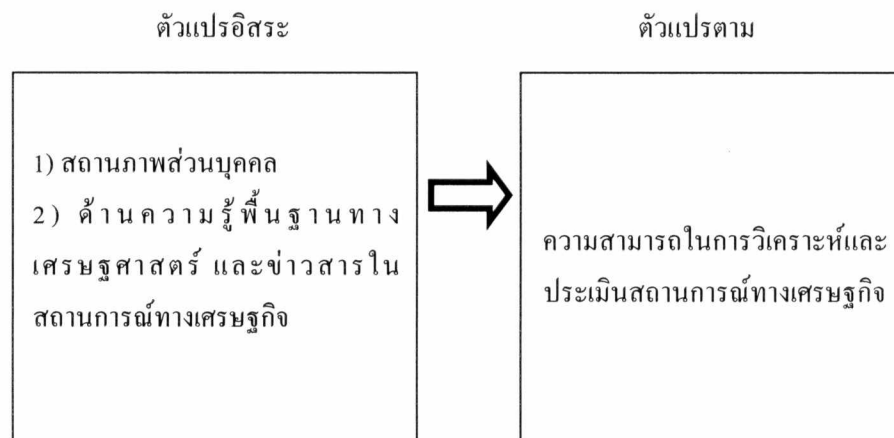 ตัวแปรอิสระ
ตัวแปรตาม
1) สถานภาพส่วนบุคคล
2) ด้านความรู้พื้นฐานทาง
เศรษฐศาสตร์ และข่าวสารใน
สถานการณ์ทางเศรษฐกิจ
ความสามารถในการวิเคราะห์และ
ประเมินสถานการณ์ทางเศรษฐกิจ